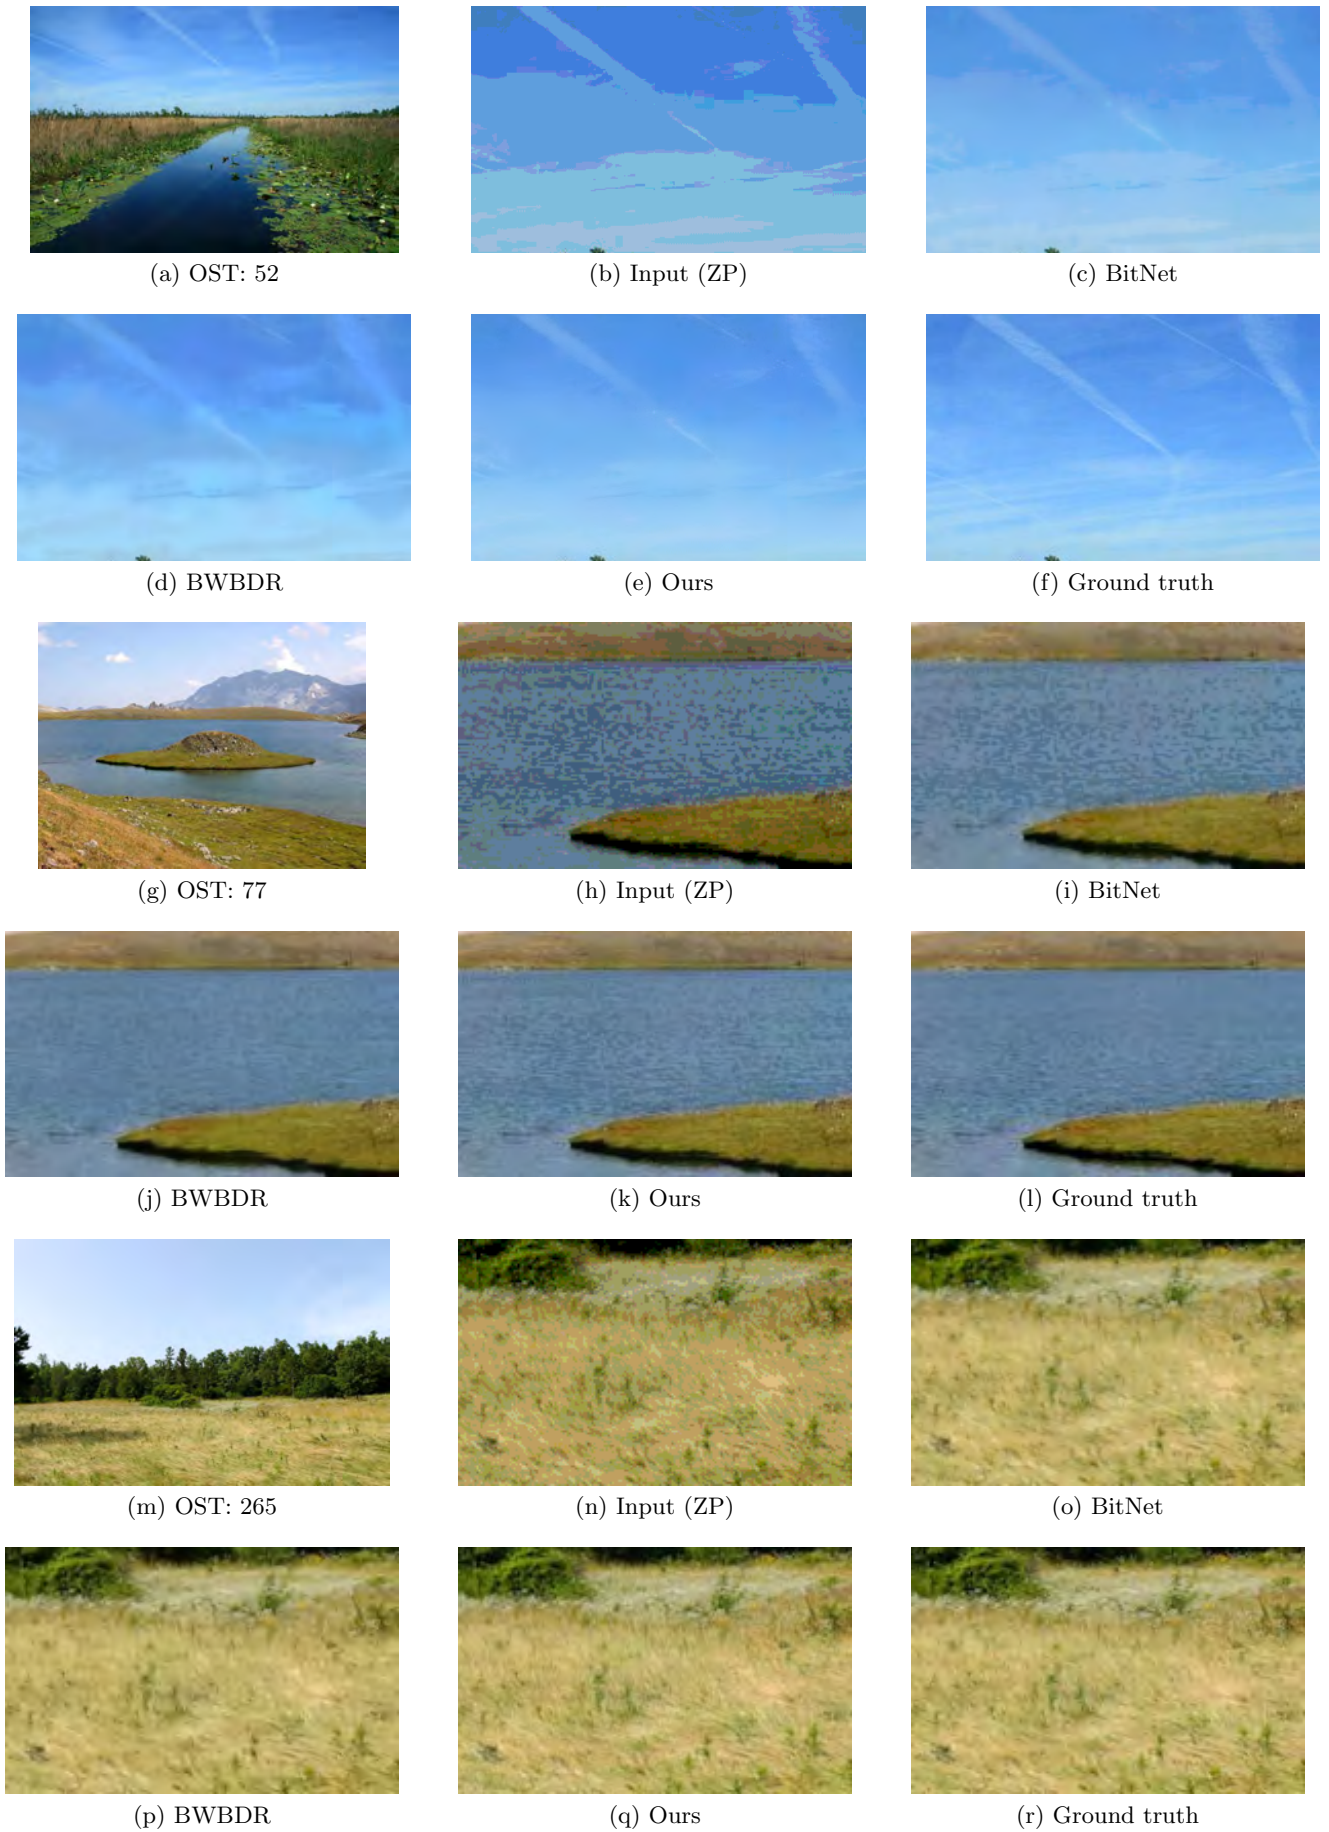 (a) OST: 52
(b) Input (ZP)
(c) BitNet
(d) BWBDR
(e) Ours
(f) Ground truth
(g) OST: 77
(h) Input (ZP)
(i) BitNet
(j) BWBDR
(k) Ours
(l) Ground truth
(m) OST: 265
(n) Input (ZP)
(o) BitNet
(p) BWBDR
(q) Ours
(r) Ground truth